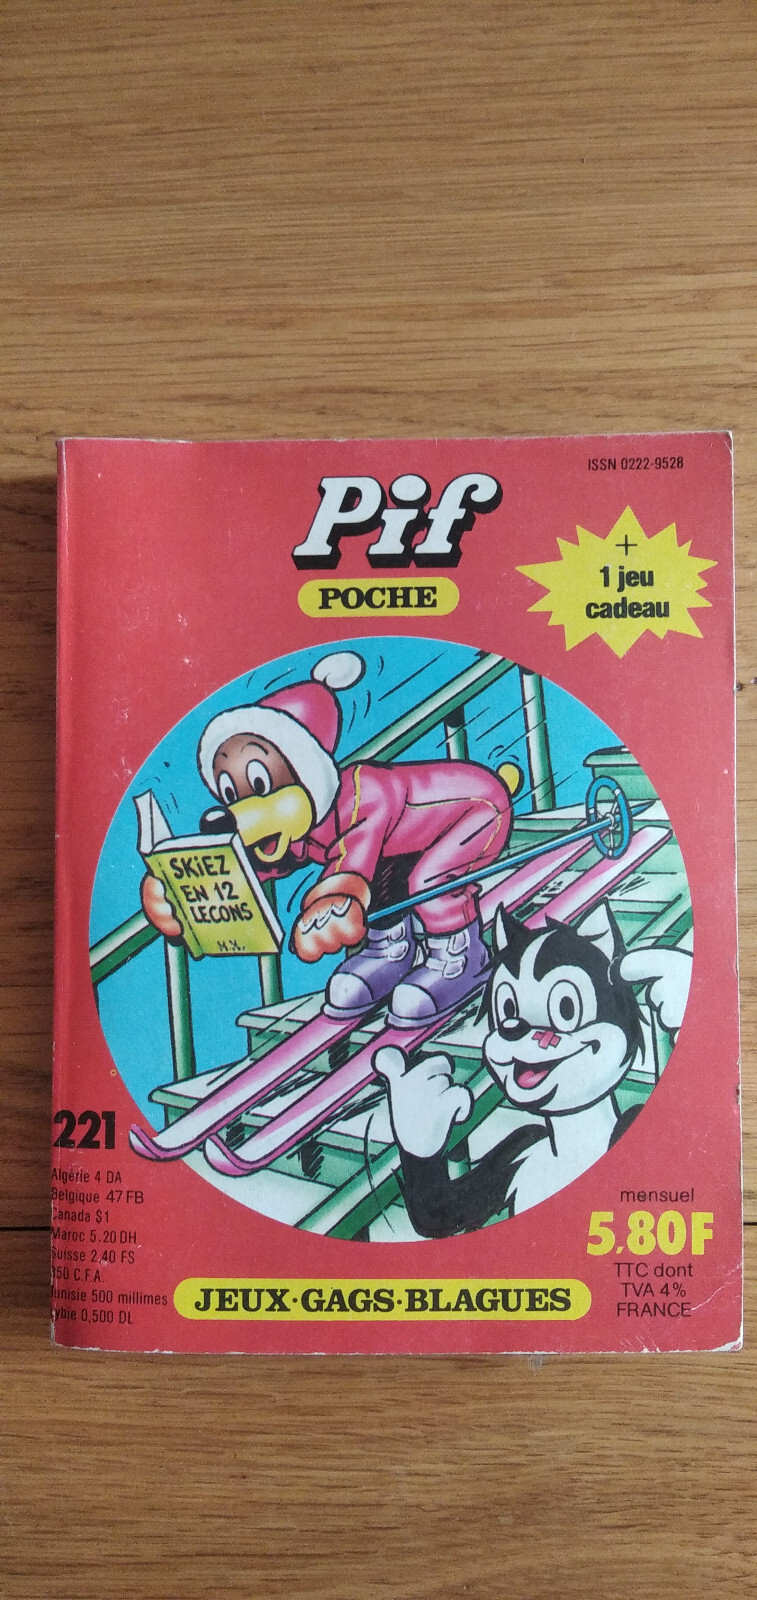 ISSN 0222-9528
Pif
POCHE
+
1 jeu
cadeau
SKiEZ
EN 12
LECONS
M.X.
221
Algérie 4 DA
Belgique 47 FB
Canada $1
Maroc 5.20 DH
Suisse 2,40 FS
350 C.F.A.
Tunisie 500 millimes
Lybie 0,500 DL
mensuel
5,80F
TTC dont
TVA 4%
FRANCE
JEUX·GAGS·BLAGUES